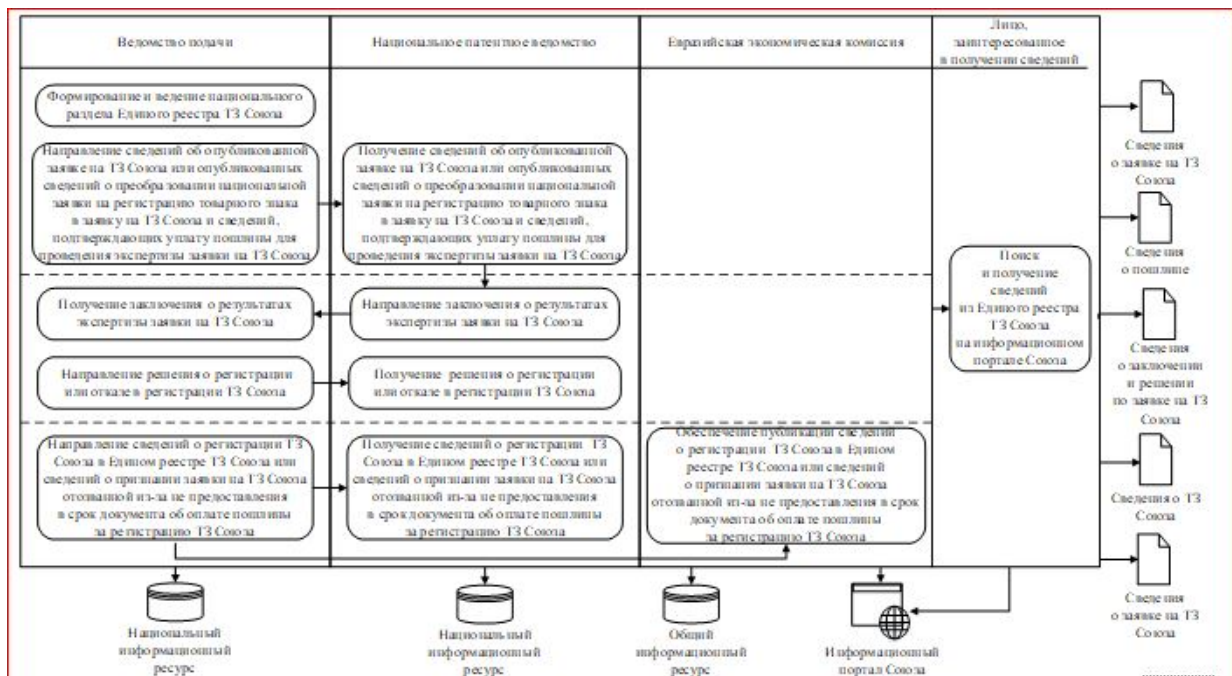 Ведомство подачи
Национальное патентное ведомство
Евразийская экономическая комиссия
Лицо,
заинтересованное
в получении сведений
Формирование и ведение национального
раздела Единого реестра ТЗ Союза
Направление сведений об опубликованной
заявке на ТЗ Союза или опубликованных
сведений о преобразовании национальной
заявки на регистрацию товарного знака
в заявку на ТЗ Союза и сведений,
подтверждающих уплату пошлины для
проведения экспертизы заявки на ТЗ Союза
Получение сведений об опубликованной
заявке на ТЗ Союза или опубликованных
сведений о преобразовании национальной
заявки на регистрацию товарного знака
в заявку на ТЗ Союза и сведений,
подтверждающих уплату пошлины для
проведения экспертизы заявки на ТЗ Союза
Получение заключения о результатах
экспертизы заявки на ТЗ Союза
Направление заключения о результатах
экспертизы заявки на ТЗ Союза
Направление решения о регистрации
или отказе в регистрации ТЗ Союза
Получение решения о регистрации
или отказе в регистрации ТЗ Союза
Направление сведений о регистрации ТЗ
Союза в Едином реестре ТЗ Союза или
сведений о признании заявки на ТЗ Союза
отозванной из-за не предоставления
в срок документа об оплате пошлины
за регистрацию ТЗ Союза
Получение сведений о регистрации ТЗ
Союза в Едином реестре ТЗ Союза или
сведений о признании заявки на ТЗ Союза
отозванной из-за не предоставления
в срок документа об оплате пошлины
за регистрацию ТЗ Союза
Обеспечение публикации сведений
о регистрации ТЗ Союза в Едином
реестре ТЗ Союза или сведений
о признании заявки на ТЗ Союза
отозванной из-за не предоставления в срок
документа об оплате пошлины
за регистрацию ТЗ Союза
Поиск
и получение
сведений
из Единого реестра
ТЗ Союза
на информационном
портале Союза
Сведения
о заявке на ТЗ
Союза
Сведения
о пошлине
Сведения
о заключении
и решении
по заявке на ТЗ
Союза
Сведения о ТЗ
Союза
Сведения
о заявке на ТЗ
Союза
Национальный
информационный
ресурс
Национальный
информационный
ресурс
Общий
информационный
ресурс
Информационный
портал Союза